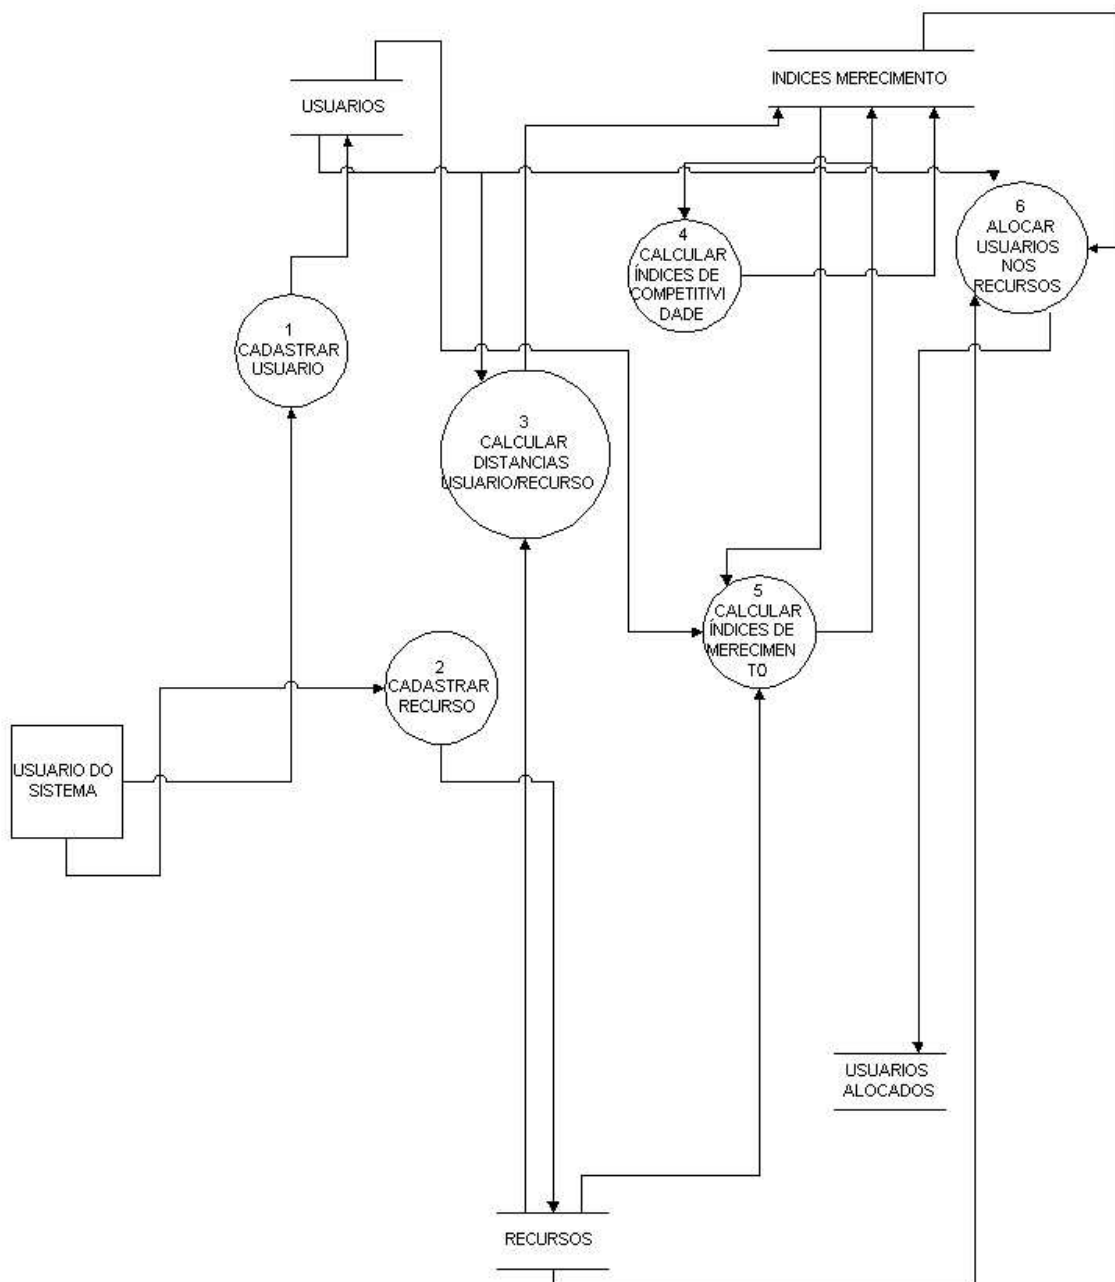 INDICES MERECIMENTO
USUARIOS
6
ALOCAR
USUARIOS
NOS
RECURSOS
4
CALCULAR
ÍNDICES DE
COMPETITIVI
DADE
1
CADASTRAR
USUARIO
3
CALCULAR
DISTANCIAS
USUARIO/RECURSO
5
CALCULAR
ÍNDICES DE
MERECIMEN
TO
2
CADASTRAR
RECURSO
USUARIO DO
SISTEMA
USUARIOS
ALOCADOS
RECURSOS